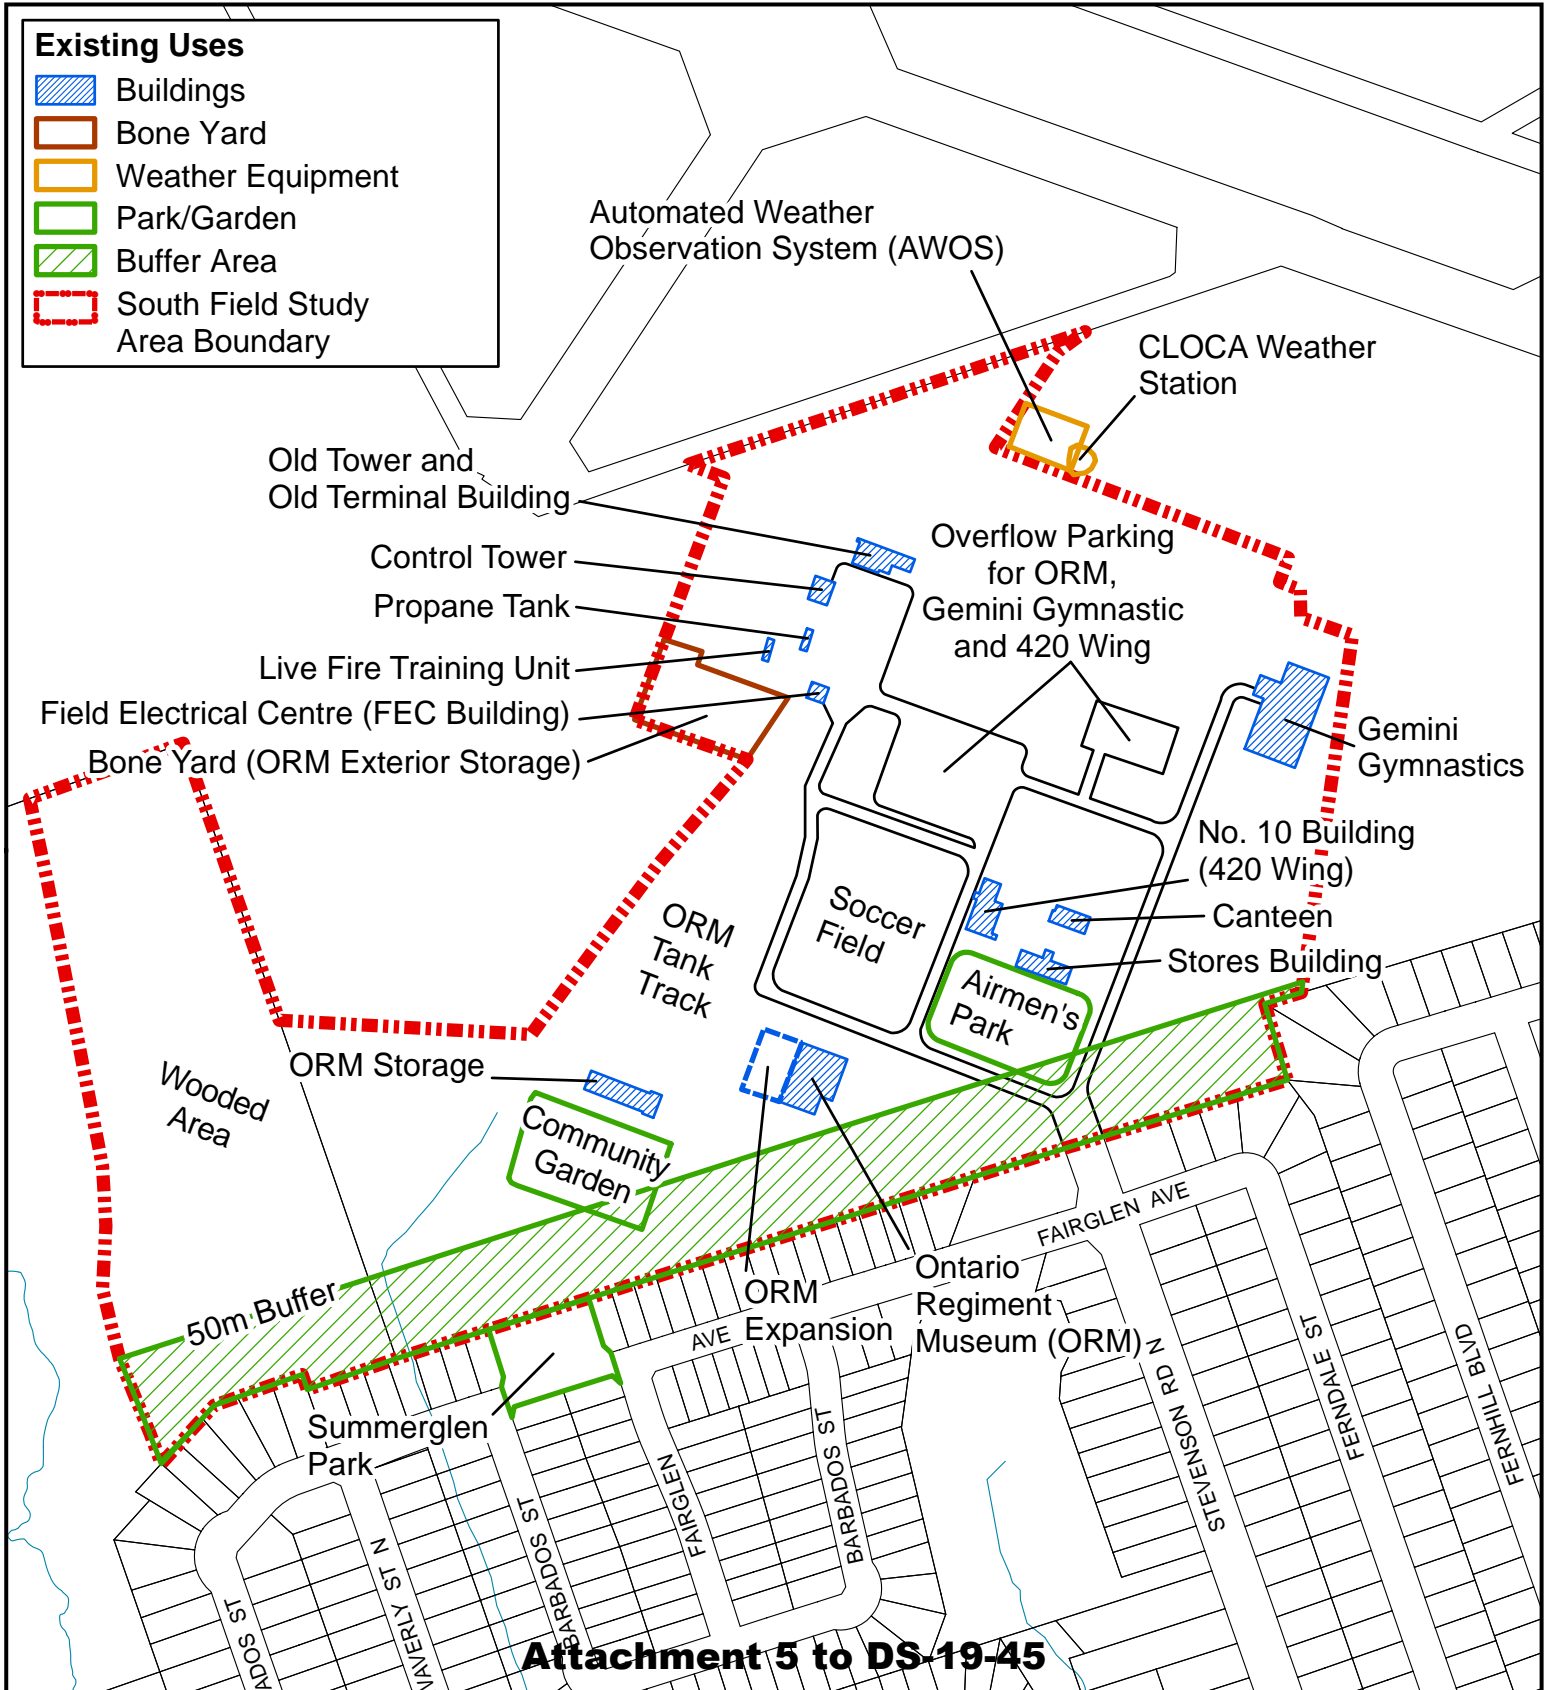 Existing Uses
Buildings
Bone Yard
Weather Equipment
Park/Garden
Buffer Area
South Field Study
Area Boundary
Automated Weather
Observation System (AWOS)
CLOCA Weather
Station
Old Tower and
Old Terminal Building
Control Tower
Propane Tank
Live Fire Training Unit
Field Electrical Centre (FEC Building)
Bone Yard (ORM Exterior Storage)
Overflow Parking
for ORM,
Gemini Gymnastic
and 420 Wing
Gemini
Gymnastics
No. 10 Building
(420 Wing)
Canteen
Stores Building
Soccer
Field
ORM
Tank
Track
Airmen's
Park
ORM Storage
Wooded
Area
Community
Garden
50m Buffer
ORM
Expansion
Ontario
Regiment
Museum (ORM)
Summerglen
Park
FAIRGLEN AVE
AVE
FAIRGLEN
BARBADOS ST
BARBADOS ST
ADOS ST
WAVERLY ST N
STEVENSON RD N
FERNDALE ST
FERNHILL BLVD
Attachment 5 to DS-19-45